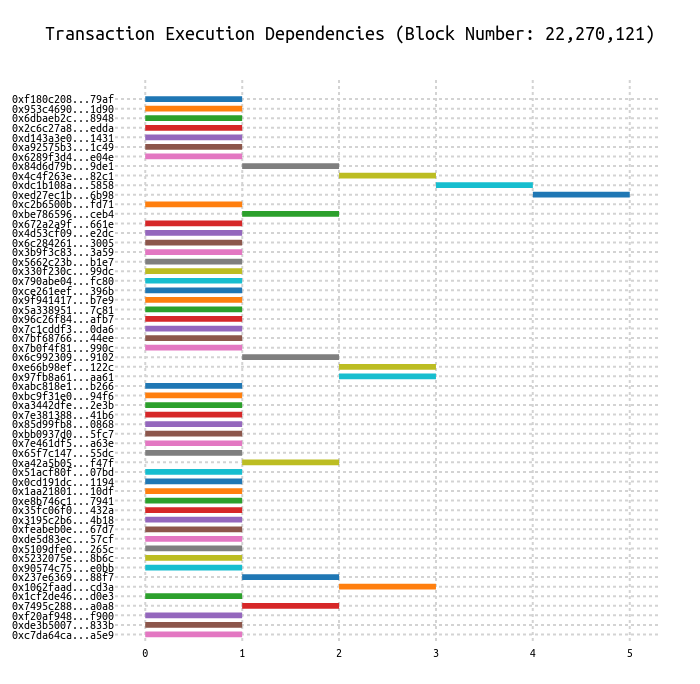 Transaction Execution Dependencies (Block Number: 22,270,121)
0xf180c208...79af
0x953c4690...1d90
0x6dbaeb2c...8948
0x2c6c27a8...edda
0xd143a3e0...1431
0xa92575b3...1c49
0x6289f3d4...e04e
0x84d6d79b...9de1
0x4c4f263e...82c1
0xdc1b108a...5858
0xed27ec1b...6b98
0xc2b6500b...fd71
0xbe786596...ceb4
0x672a2a9f...661e
0x4d53cf09...e2dc
0x6c284261...3005
0x3b9f3c83...3a59
0x5662c23b...b1e7
0x330f230c...99dc
0x790abe04...fc80
0xce261eef...396b
0x9f941417...b7e9
0x5a338951...7c81
0x96c26f84...afb7
0x7c1cddf3...0da6
0x7bf68766...44ee
0x7b0f4f81...990c
0x6c992309...9102
0xe66b98ef...122c
0x97fb8a61...aa61
0xabc818e1...b266
0xbc9f31e0...94f6
0xa3442dfe...2e3b
0x7e381388...41b6
0x85d99fb8...0868
0xbb0937d0...5fc7
0x7e461df5...a63e
0x65f7c147...55dc
0xa42a5b05...f47f
0x51acf80f...07bd
0x0cd191dc...1194
0x1aa21801...10df
0xe8b746c1...7941
0x35fc06f0...432a
0x3195c2b6...4b18
0xfeabeb0e...67d7
0xde5d83ec...57cf
0x5109dfe0...265c
0x5232075e...8b6c
0x90574c75...e0bb
0x237e6369...88f7
0x1062faad...cd3a
0x1cf2de46...d0e3
0x7495c288...a0a8
0xf20af948...f900
0xde3b5007...833b
0xc7da64ca...a5e9
0 1 2 3 4 5